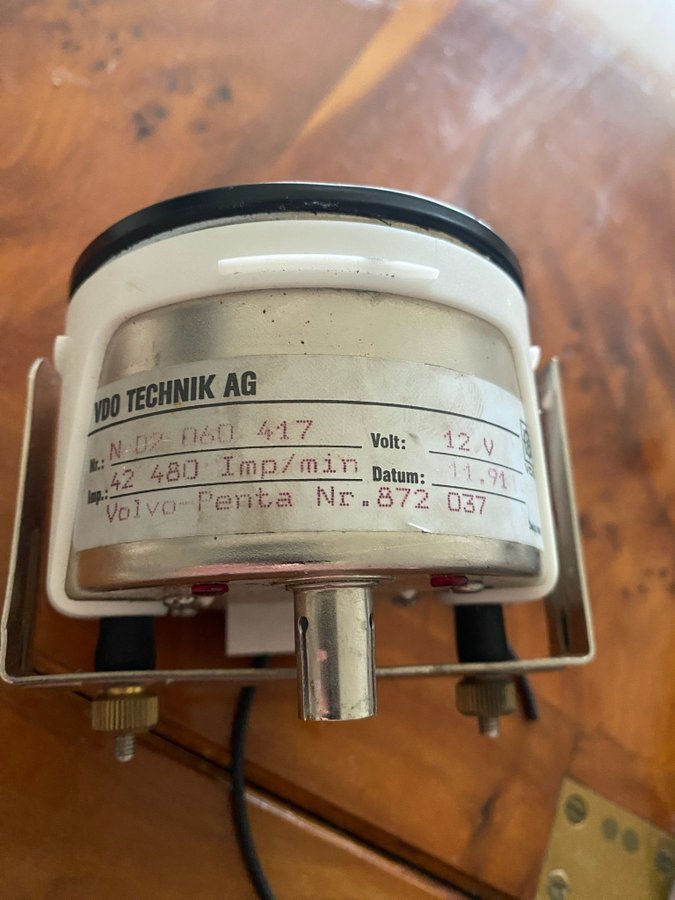 VDO TECHNIK AG
Nr.: N 02 060 417 Volt: 12 V
Imp.: 42 480 Imp/min Datum: 11.91
Volvo-Penta Nr.872 037